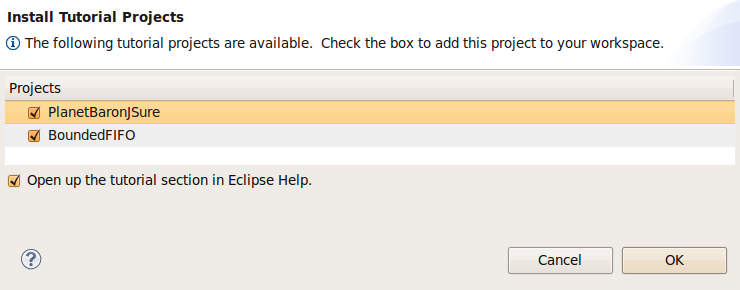 Install Tutorial Projects
The following tutorial projects are available.  Check the box to add this project to your workspace.
Projects
PlanetBaronJSure
BoundedFIFO
Open up the tutorial section in Eclipse Help.
?
Cancel
OK